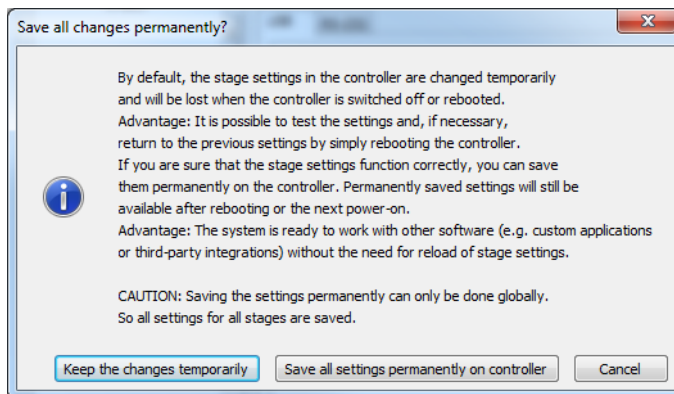 Save all changes permanently?
By default, the stage settings in the controller are changed temporarily
and will be lost when the controller is switched off or rebooted.
Advantage: It is possible to test the settings and, if necessary,
return to the previous settings by simply rebooting the controller.
If you are sure that the stage settings function correctly, you can save
them permanently on the controller. Permanently saved settings will still be
available after rebooting or the next power-on.
Advantage: The system is ready to work with other software (e.g. custom applications
or third-party integrations) without the need for reload of stage settings.
CAUTION: Saving the settings permanently can only be done globally.
So all settings for all stages are saved.
Keep the changes temporarily Save all settings permanently on controller Cancel